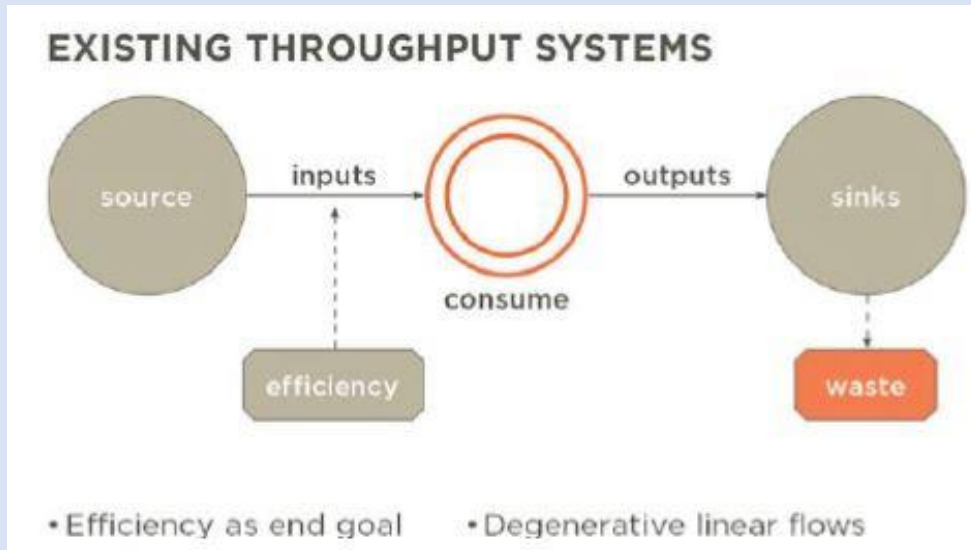 EXISTING THROUGHPUT SYSTEMS
source
inputs
outputs
sinks
consume
efficiency
waste
• Efficiency as end goal
• Degenerative linear flows